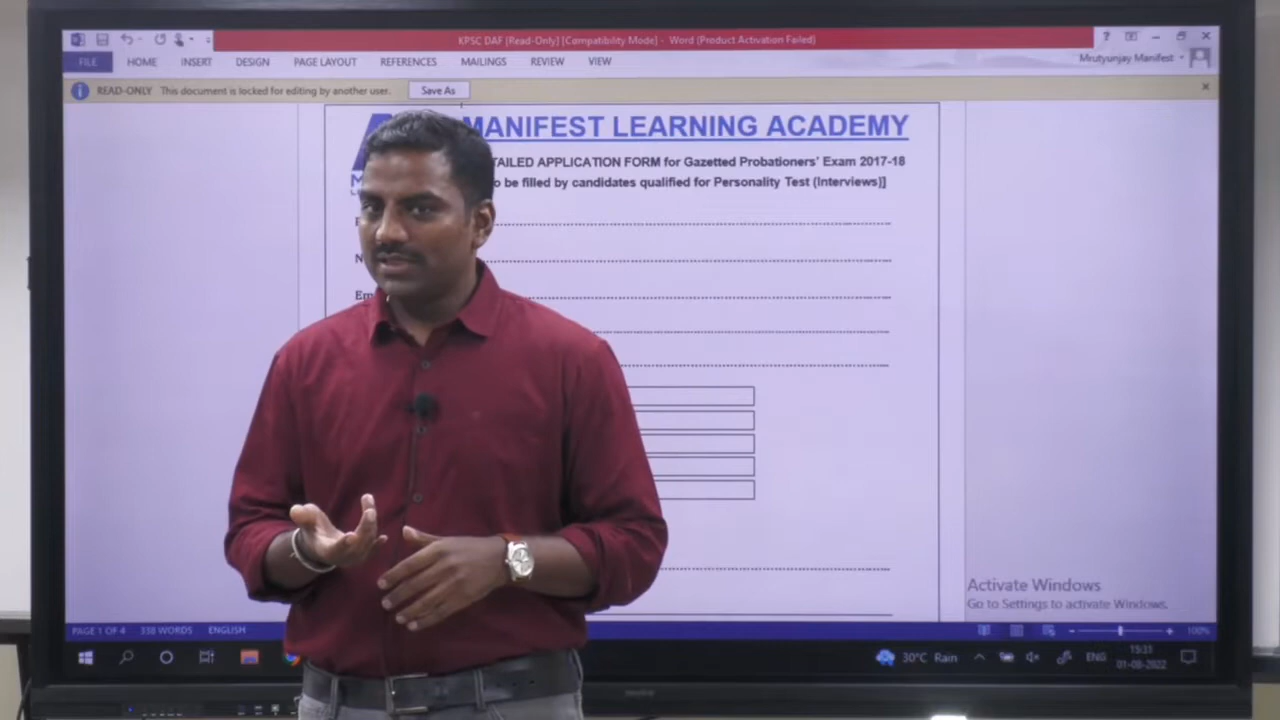 KPSC DAF [Read-Only] [Compatibility Mode] - Word (Product Activation Failed)
FILE HOME INSERT DESIGN PAGE LAYOUT REFERENCES MAILINGS REVIEW VIEW
Mrutyunjay Manifest
READ-ONLY This document is locked for editing by another user. Save As
MANIFEST LEARNING ACADEMY
APPLICATION FORM for Gazetted Probationers' Exam 2017-18
be filled by candidates qualified for Personality Test (Interviews)]
Activate Windows
Go to Settings to activate Windows.
PAGE 1 OF 4 338 WORDS ENGLISH
100%
30°C Rain
ENG
15:31
01-08-2022